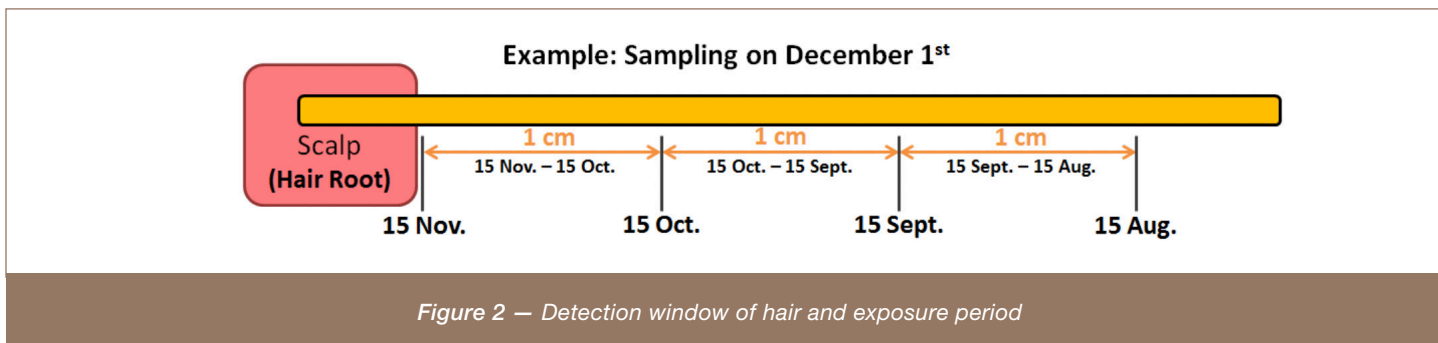 Example: Sampling on December 1st
Scalp
(Hair Root)
1 cm
1 cm
1 cm
15 Nov. – 15 Oct.
15 Oct. – 15 Sept.
15 Sept. – 15 Aug.
15 Nov.
15 Oct.
15 Sept.
15 Aug.
Figure 2 — Detection window of hair and exposure period